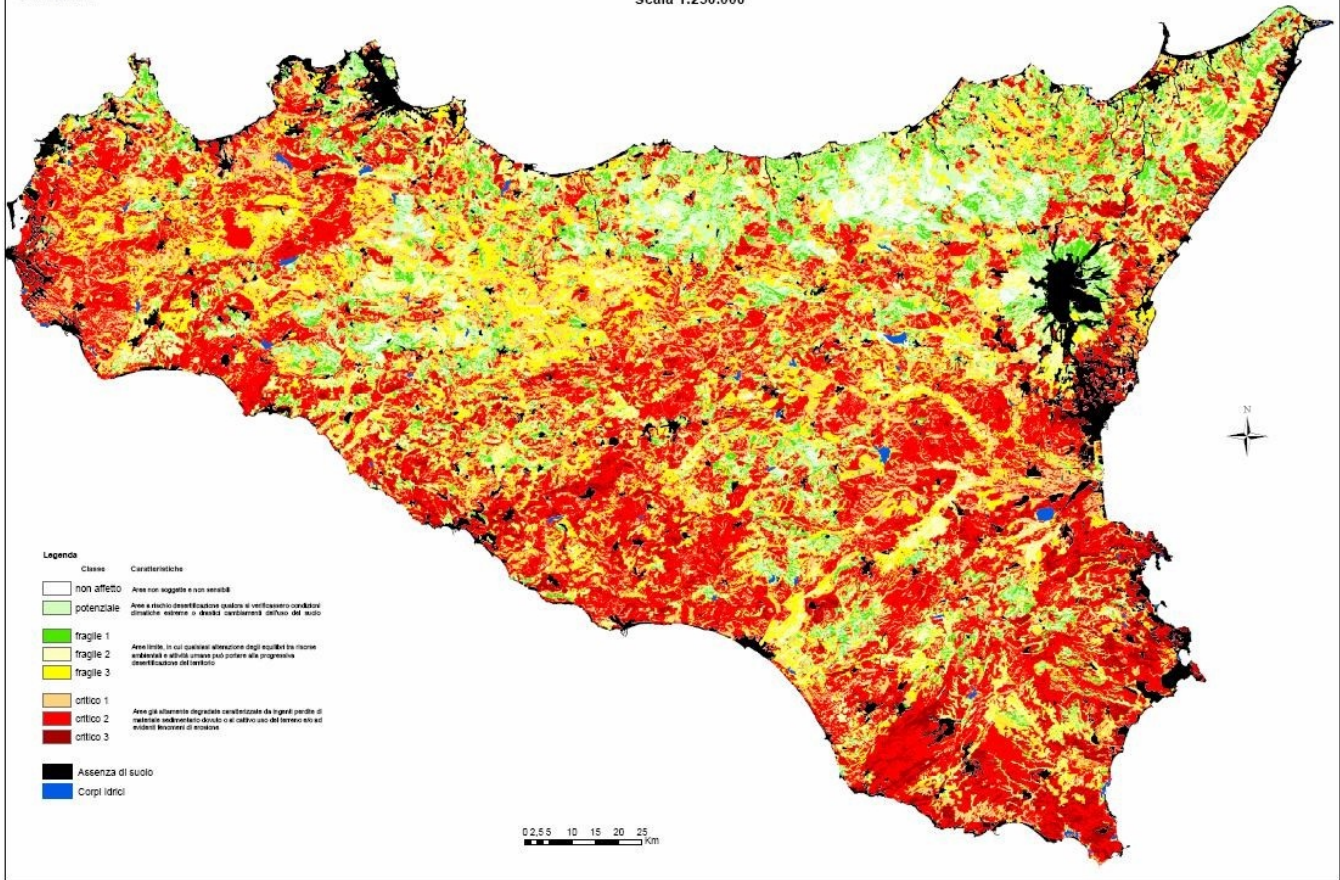 Scala 1:250.000
N
Legenda
Classe Caratteristiche
non affetto Aree non soggette e non sensibili
potenziale Aree a rischio desertificazione qualora si verificassero condizioni
climatiche estreme o drastici cambiamenti dell'uso del suolo
fragile 1
fragile 2 Aree limite, in cui qualsiasi alterazione degli equilibri tra risorse
ambientali e attività umane può portare alla progressiva
fragile 3 desertificazione del territorio
critico 1
critico 2 Aree già altamente degradate caratterizzate da ingenti perdite di
materiale sedimentario dovuto o al cattivo uso del terreno e/o ad
critico 3 evidenti fenomeni di erosione
Assenza di suolo
Corpi idrici
0 2,5 5 10 15 20 25
Km